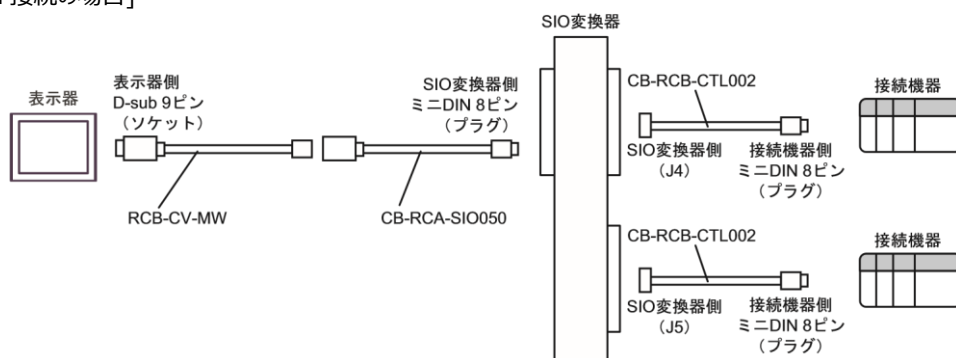 接続の場合]
SIO変換器
表示器
表示器側
D-sub 9ピン
(ソケット)
SIO変換器側
ミニDIN 8ピン
(プラグ)
RCB-CV-MW
CB-RCA-SIO050
CB-RCB-CTL002
SIO変換器側
(J4)
接続機器側
ミニDIN 8ピン
(プラグ)
接続機器
CB-RCB-CTL002
SIO変換器側
(J5)
接続機器側
ミニDIN 8ピン
(プラグ)
接続機器